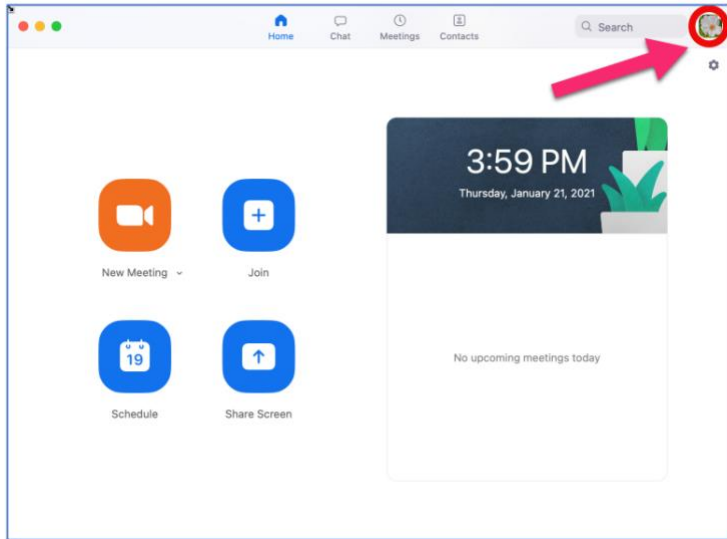 Home
Chat
Meetings
Contacts
Search
3:59 PM
Thursday, January 21, 2021
New Meeting
Join
19
Schedule
Share Screen
No upcoming meetings today